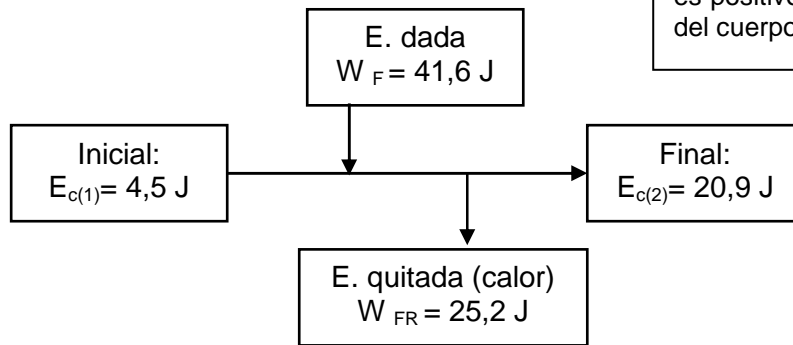 es positivo
del cuerpo
E. dada
W F = 41,6 J
Inicial:
Ec(1)= 4,5 J
Final:
Ec(2)= 20,9 J
E. quitada (calor)
W FR = 25,2 J